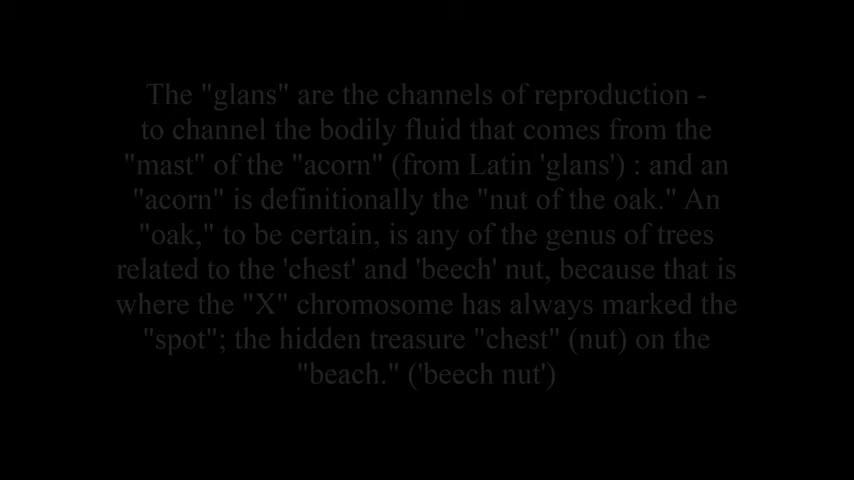 The "glans" are the channels of reproduction -
to channel the bodily fluid that comes from the
"mast" of the "acorn" (from Latin 'glans') : and an
"acorn" is definitionally the "nut of the oak." An
"oak," to be certain, is any of the genus of trees
related to the 'chest' and 'beech' nut, because that is
where the "X" chromosome has always marked the
"spot"; the hidden treasure "chest" (nut) on the
"beach." ('beech nut')